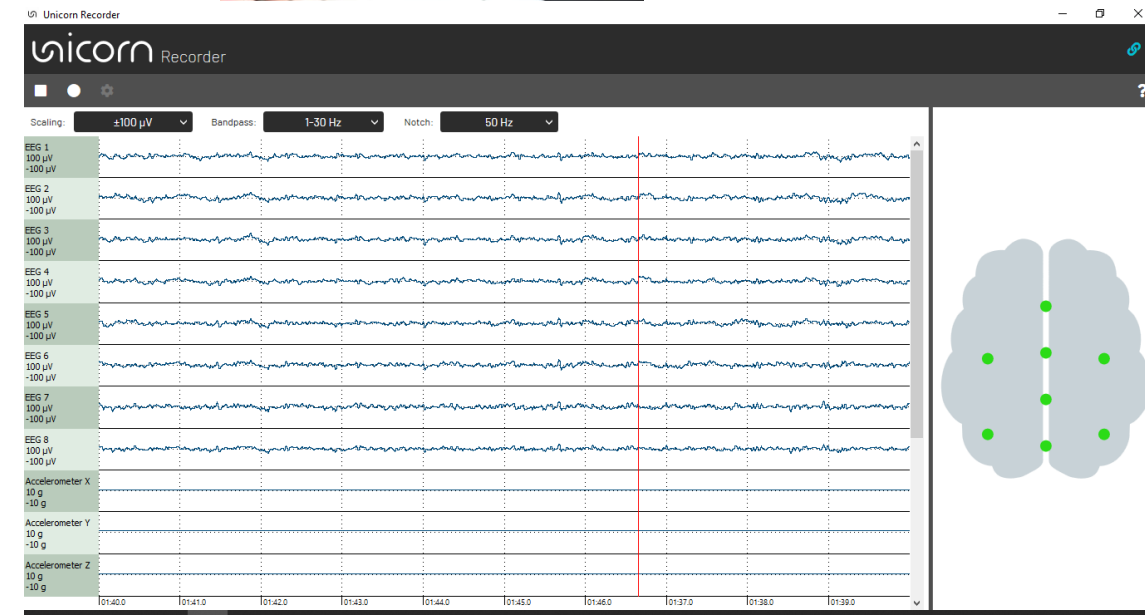 Unicorn Recorder
unicorn Recorder
?
Scaling: ±100 µV Bandpass: 1-30 Hz Notch: 50 Hz
EEG 1
100 µV
-100 µV
EEG 2
100 µV
-100 µV
EEG 3
100 µV
-100 µV
EEG 4
100 µV
-100 µV
EEG 5
100 µV
-100 µV
EEG 6
100 µV
-100 µV
EEG 7
100 µV
-100 µV
EEG 8
100 µV
-100 µV
Accelerometer X
10 g
-10 g
Accelerometer Y
10 g
-10 g
Accelerometer Z
10 g
-10 g
01:40.0 01:41.0 01:42.0 01:43.0 01:44.0 01:45.0 01:46.0 01:37.0 01:38.0 01:39.0